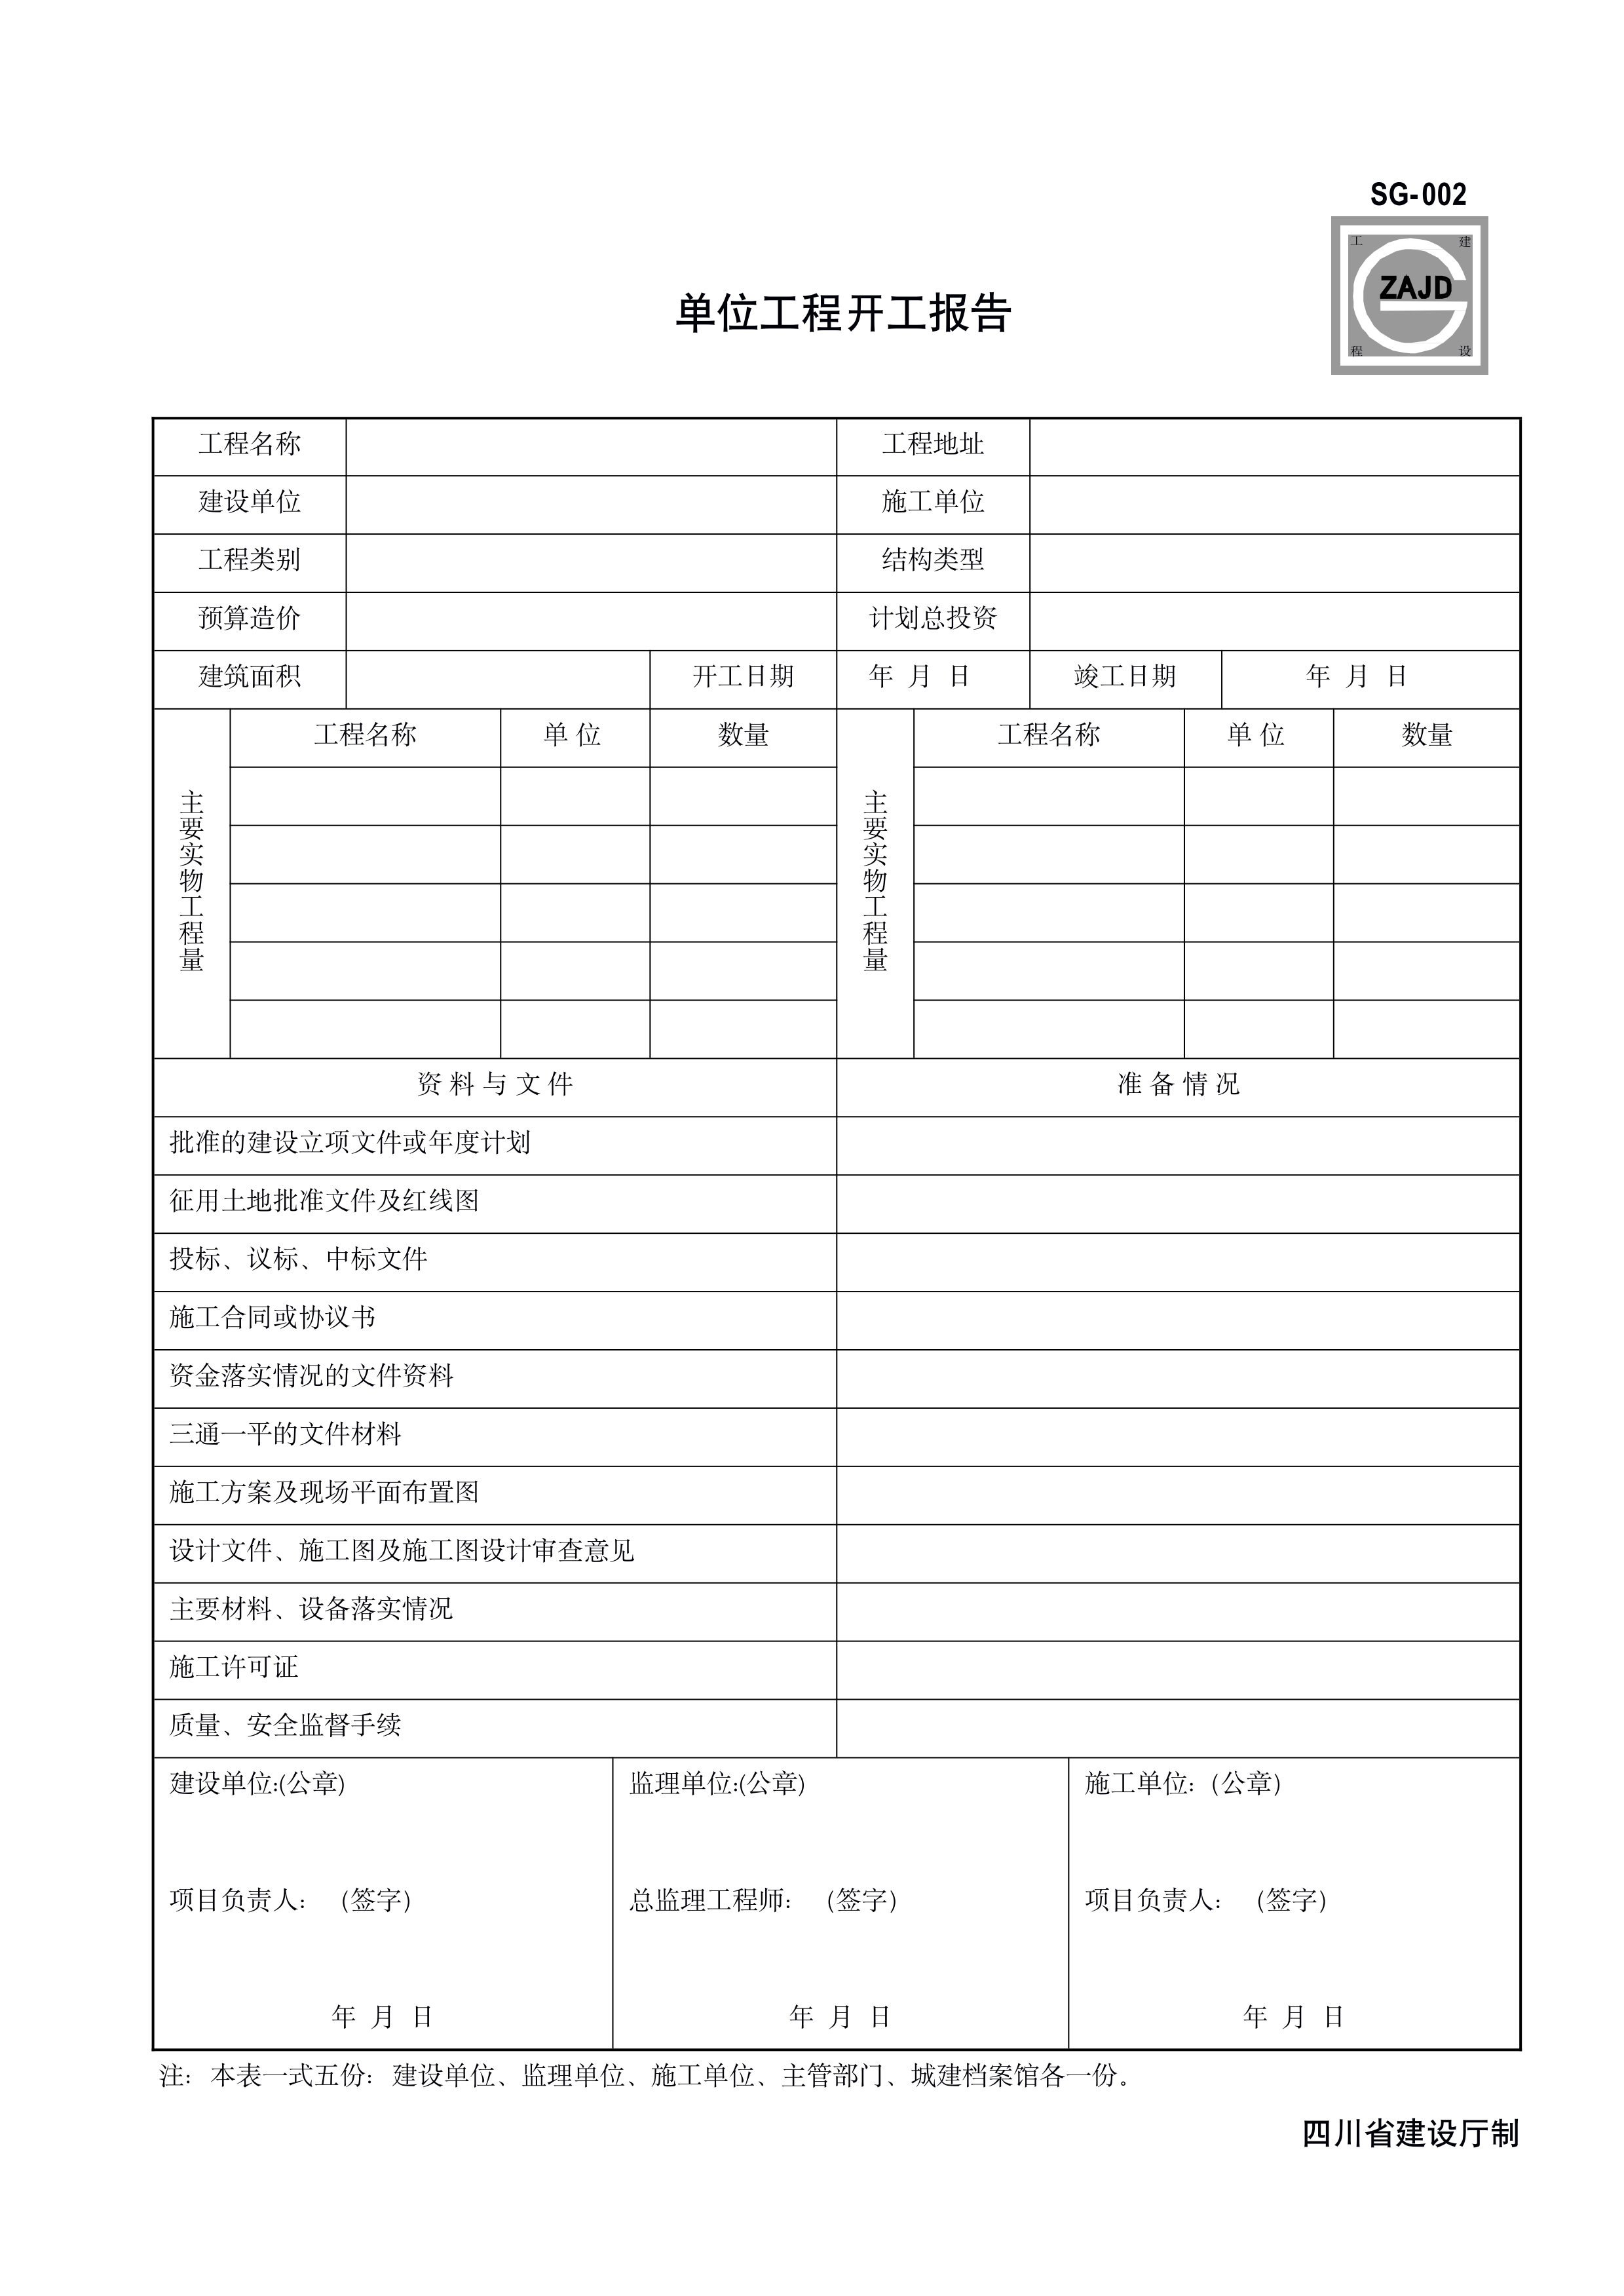 SG-002
工 建
ZAJD
程 设
单位工程开工报告
工程名称 工程地址
建设单位 施工单位
工程类别 结构类型
预算造价 计划总投资
建筑面积 开工日期 年 月 日 竣工日期 年 月 日
主要实物工程量 工程名称 单 位 数量 主要实物工程量 工程名称 单 位 数量
资 料 与 文 件 准 备 情 况
批准的建设立项文件或年度计划
征用土地批准文件及红线图
投标、议标、中标文件
施工合同或协议书
资金落实情况的文件资料
三通一平的文件材料
施工方案及现场平面布置图
设计文件、施工图及施工图设计审查意见
主要材料、设备落实情况
施工许可证
质量、安全监督手续
建设单位:(公章) 监理单位:(公章) 施工单位:(公章)
项目负责人: (签字) 总监理工程师: (签字) 项目负责人: (签字)
年 月 日 年 月 日 年 月 日
注: 本表一式五份: 建设单位、监理单位、施工单位、主管部门、城建档案馆各一份。
四川省建设厅制